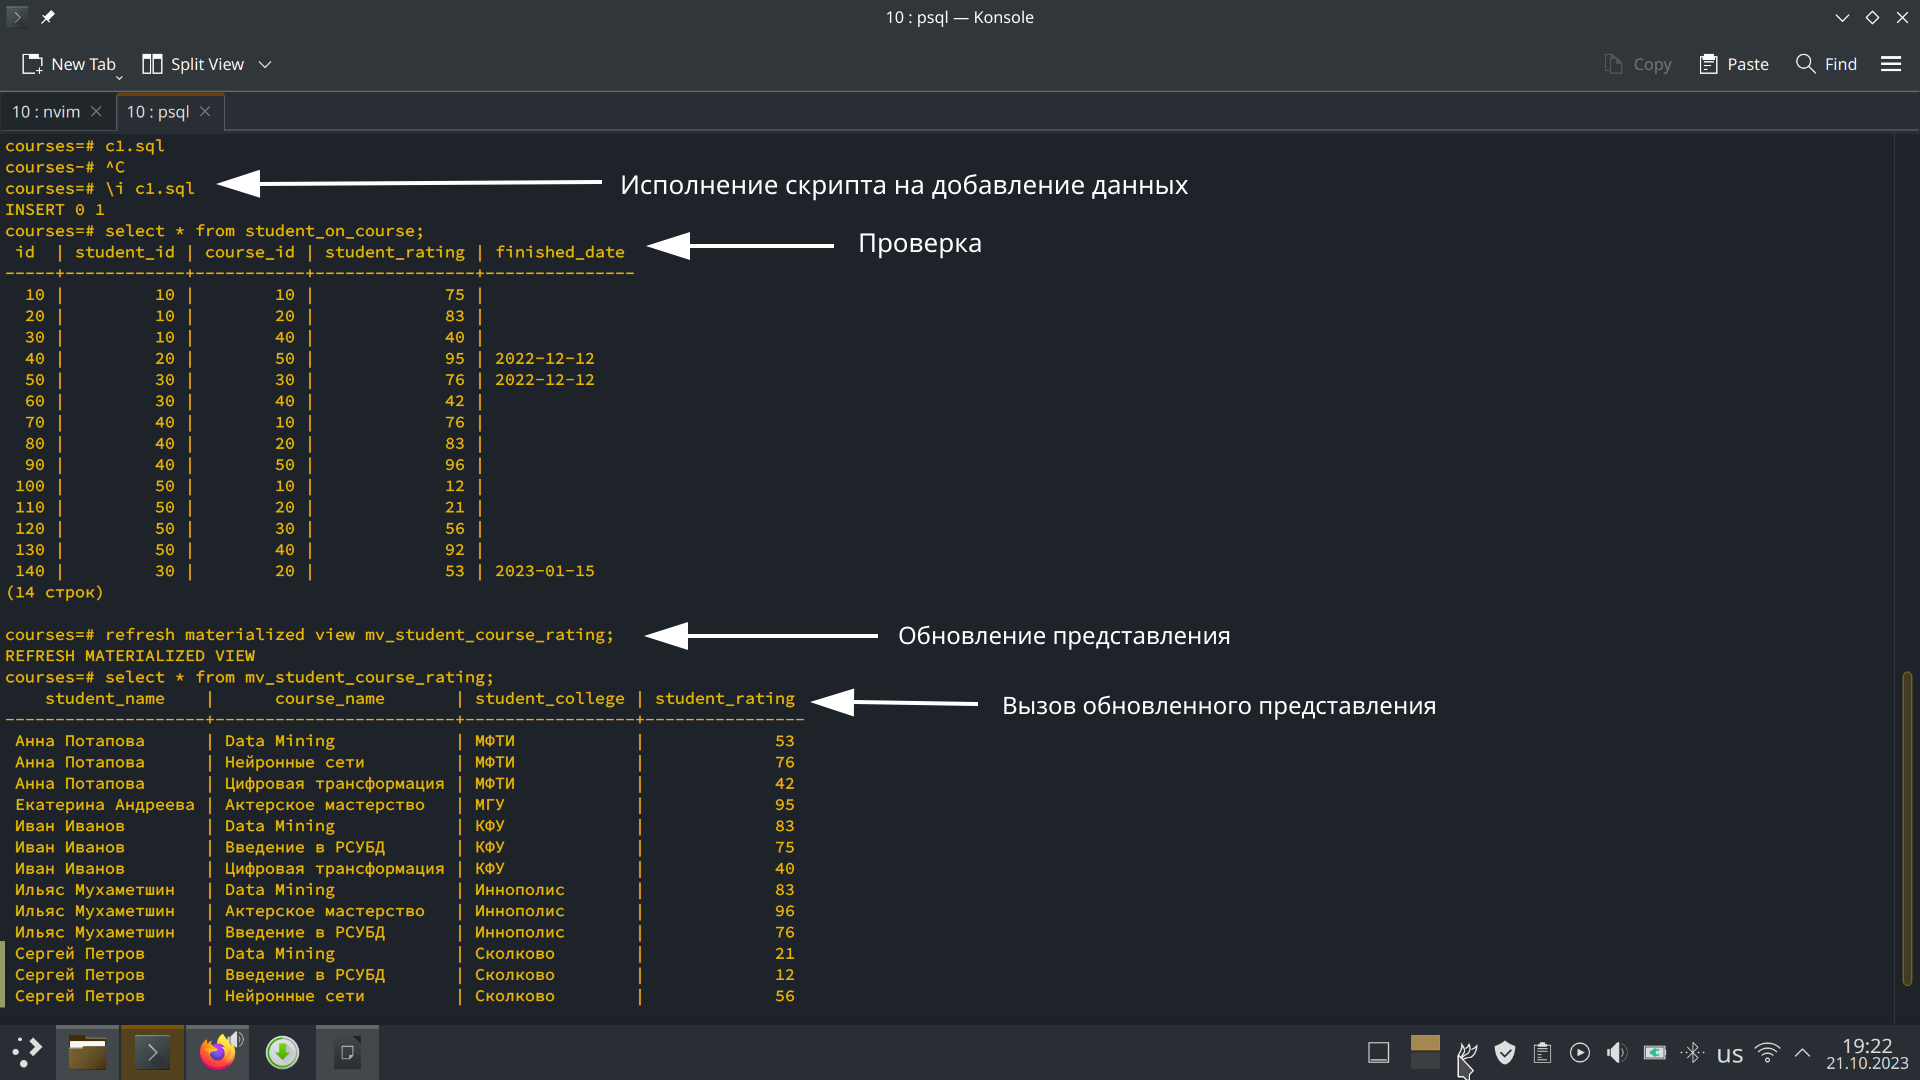 10 : psql — Konsole
New Tab Split View Copy Paste Find
10 : nvim 10 : psql
courses=# c1.sql
courses-# ^C
courses=# \i c1.sql
Исполнение скрипта на добавление данных
INSERT 0 1
courses=# select * from student_on_course;
Проверка
id | student_id | course_id | student_rating | finished_date
-----+------------+-----------+----------------+---------------
10 | 10 | 10 | 75 |
20 | 10 | 20 | 83 |
30 | 10 | 40 | 40 |
40 | 20 | 50 | 95 | 2022-12-12
50 | 30 | 30 | 76 | 2022-12-12
60 | 30 | 40 | 42 |
70 | 40 | 10 | 76 |
80 | 40 | 20 | 83 |
90 | 40 | 50 | 96 |
100 | 50 | 10 | 12 |
110 | 50 | 20 | 21 |
120 | 50 | 30 | 56 |
130 | 50 | 40 | 92 |
140 | 30 | 20 | 53 | 2023-01-15
(14 строк)
courses=# refresh materialized view mv_student_course_rating;
Обновление представления
REFRESH MATERIALIZED VIEW
courses=# select * from mv_student_course_rating;
student_name | course_name | student_college | student_rating
Вызов обновленного представления
--------------------+------------------------+-----------------+----------------
Анна Потапова | Data Mining | МФТИ | 53
Анна Потапова | Нейронные сети | МФТИ | 76
Анна Потапова | Цифровая трансформация | МФТИ | 42
Екатерина Андреева | Актерское мастерство | МГУ | 95
Иван Иванов | Data Mining | КФУ | 83
Иван Иванов | Введение в РСУБД | КФУ | 75
Иван Иванов | Цифровая трансформация | КФУ | 40
Ильяс Мухаметшин | Data Mining | Иннополис | 83
Ильяс Мухаметшин | Актерское мастерство | Иннополис | 96
Ильяс Мухаметшин | Введение в РСУБД | Иннополис | 76
Сергей Петров | Data Mining | Сколково | 21
Сергей Петров | Введение в РСУБД | Сколково | 12
Сергей Петров | Нейронные сети | Сколково | 56
us
19:22
21.10.2023